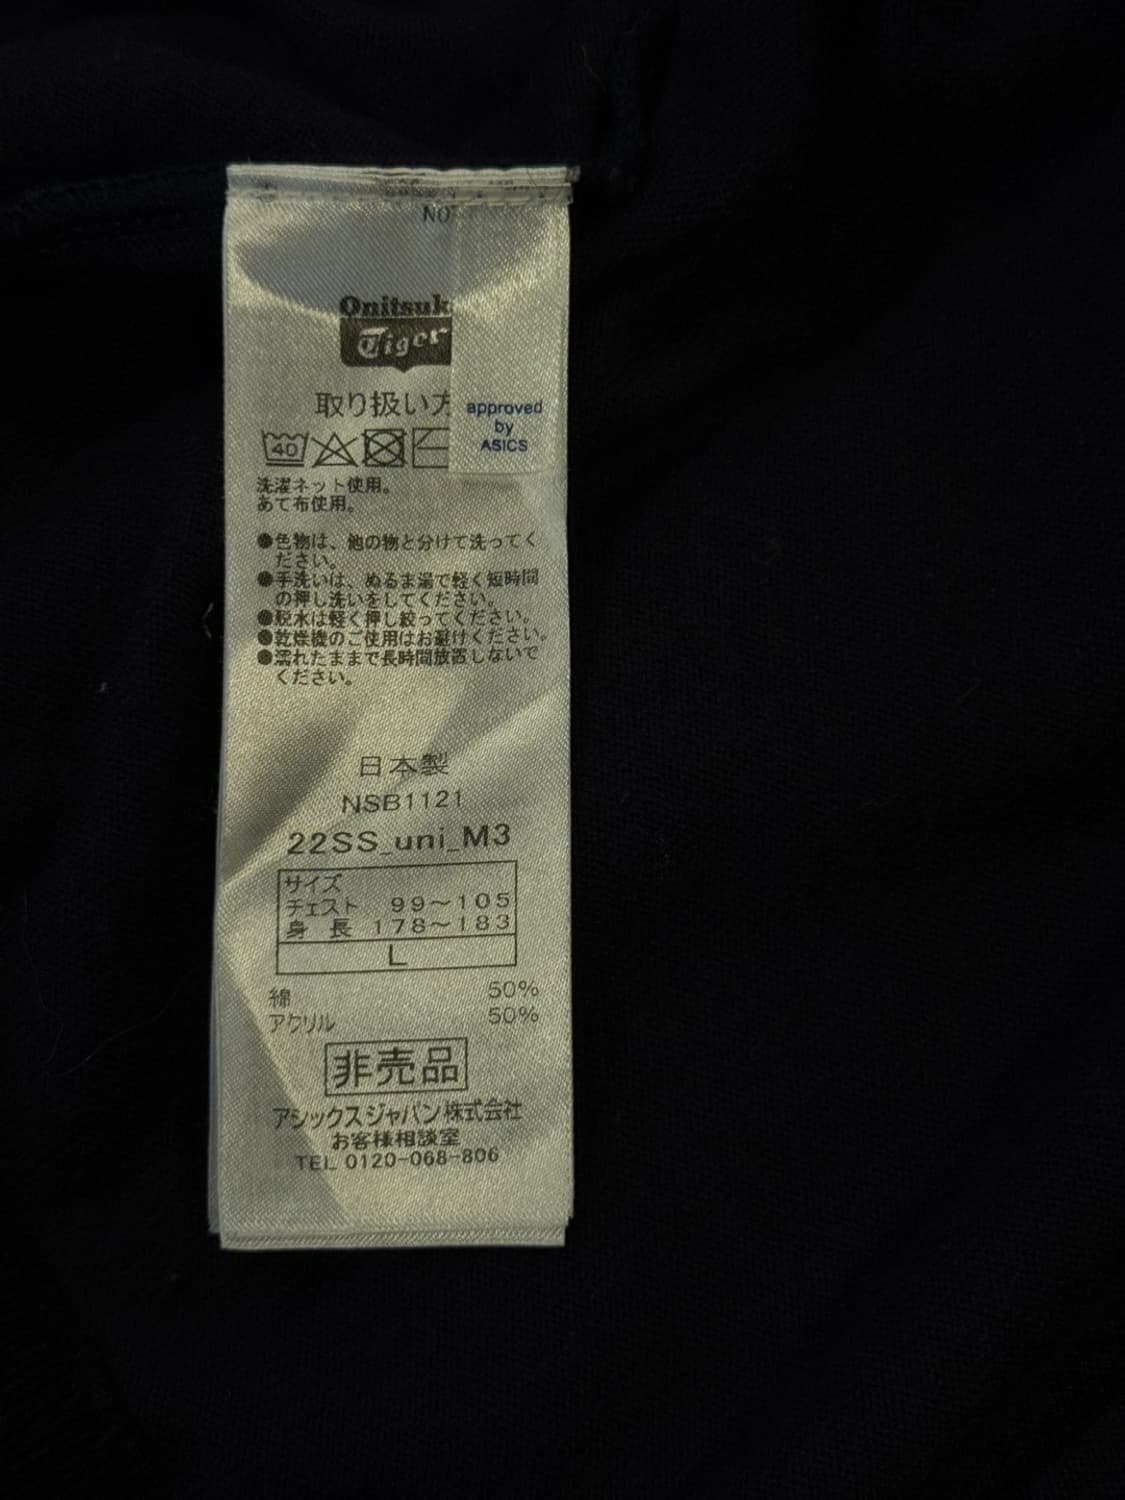 NO
Onitsuk
Tiger
取り扱い方
approved
by
ASICS
40
洗濯ネット使用。
あて布使用。
●色物は、他の物と分けて洗ってく
ださい。
●手洗いは、ぬるま湯で軽く短時間
の押し洗いをしてください。
●脱水は軽く押し絞ってください。
●乾燥機のご使用はお避けください。
●濡れたままで長時間放置しないで
ください。
日本製
NSB1121
22SS_uni_M3
サイズ
チェスト 99～105
身長 178～183
L
綿 50%
アクリル 50%
非売品
アシックスジャパン株式会社
お客様相談室
TEL 0120-068-806